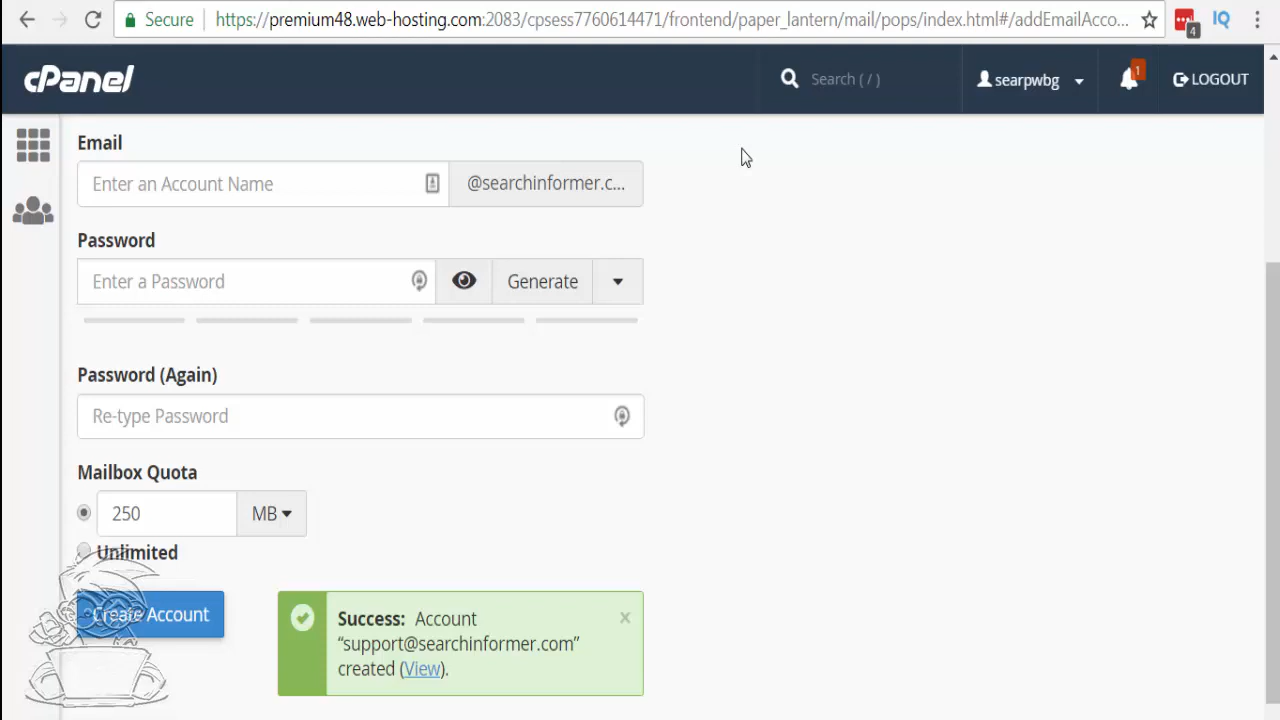 Secure
https://premium48.web-hosting.com:2083/cpsess7760614471/frontend/paper_lantern/mail/pops/index.html#/addEmailAcco...
4
IQ
cPanel
Search ( / )
searpwbg
1
LOGOUT
Email
Enter an Account Name
@searchinformer.c...
Password
Enter a Password
Generate
Password (Again)
Re-type Password
Mailbox Quota
250
MB
Unlimited
Create Account
Success: Account
“support@searchinformer.com”
created (View).